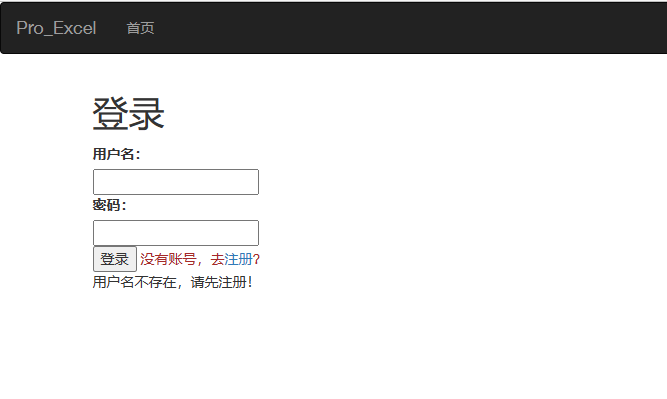 Pro_Excel 首页
登录
用户名：
密码：
登录 没有账号，去注册?
用户名不存在，请先注册！